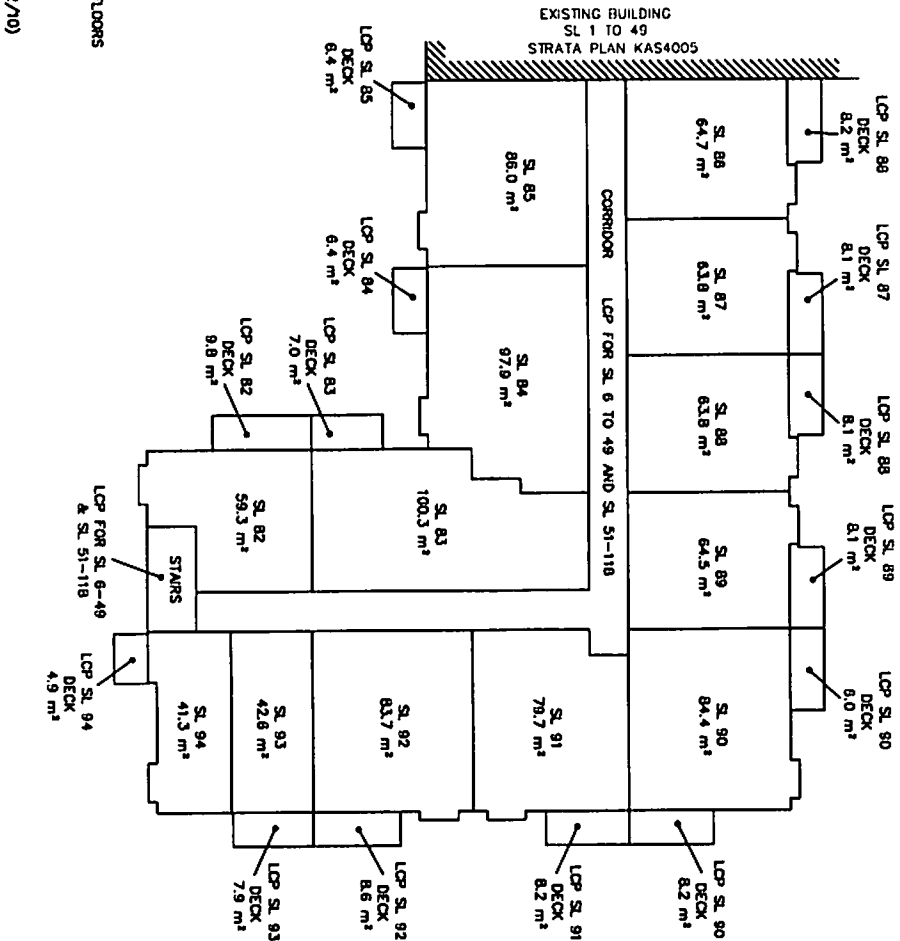 EXISTING BUILDING
SL 1 TO 49
STRATA PLAN KAS4005
LOORS
/10)
LCP SL 85
DECK
6.4 m²
LCP SL 84
DECK
6.4 m²
LCP SL 83
DECK
7.0 m²
LCP SL 82
DECK
9.8 m²
LCP FOR SL 6-49
& SL 51-118
LCP SL 94
DECK
4.9 m²
SL 85
86.0 m²
SL 84
97.9 m²
SL 83
100.3 m²
SL 82
59.3 m²
STAIRS
CORRIDOR LCP FOR SL 6 TO 49 AND SL 51-118
SL 86
64.7 m²
SL 87
63.8 m²
SL 88
63.8 m²
SL 89
64.5 m²
SL 90
84.4 m²
SL 91
79.7 m²
SL 92
83.7 m²
SL 93
42.6 m²
SL 94
41.3 m²
LCP SL 86
DECK
8.2 m²
LCP SL 87
DECK
8.1 m²
LCP SL 88
DECK
8.1 m²
LCP SL 89
DECK
8.1 m²
LCP SL 90
DECK
8.0 m²
LCP SL 90
DECK
8.2 m²
LCP SL 91
DECK
8.2 m²
LCP SL 92
DECK
8.6 m²
LCP SL 93
DECK
7.9 m²